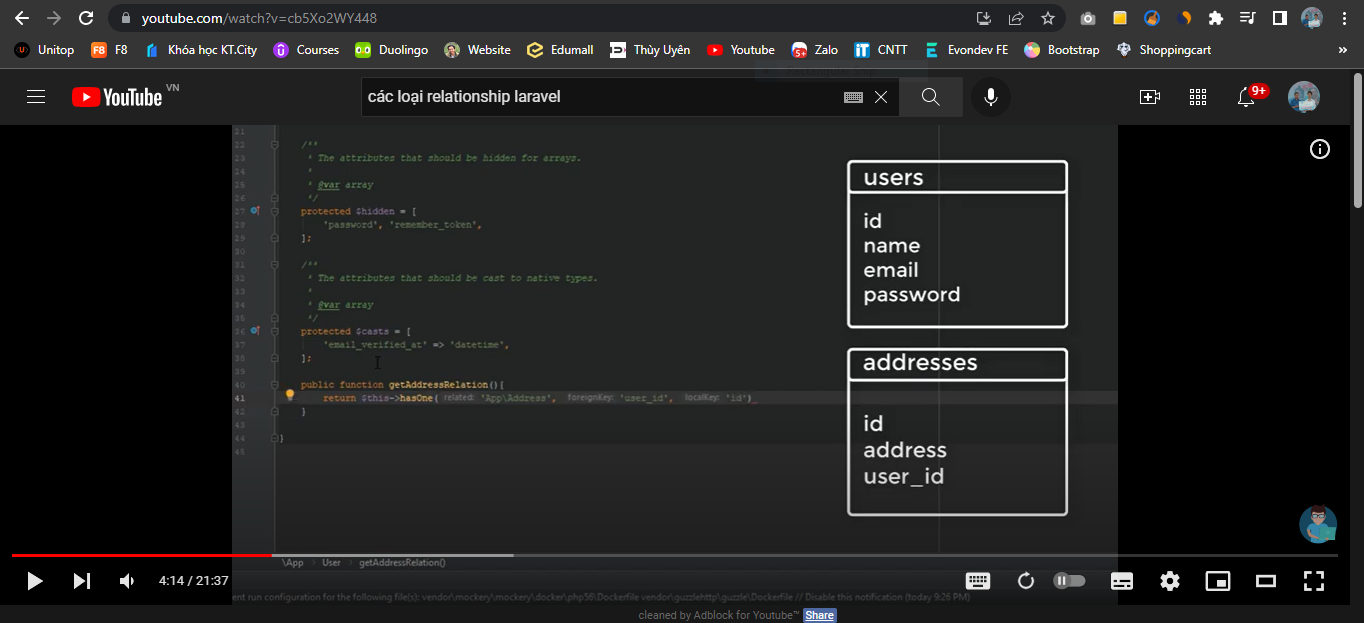 youtube.com/watch?v=cb5Xo2WY448
Unitop F8 Khóa học KT.City Courses Duolingo Website Edumall Thùy Uyên Youtube Zalo CNTT Evondev FE Bootstrap Shoppingcart »
YouTube VN
các loại relationship laravel
9+
21
22 /**
23 * The attributes that should be hidden for arrays.
24 *
25 * @var array
26 */
27 protected $hidden = [
28 'password', 'remember_token',
29 ];
30
31 /**
32 * The attributes that should be cast to native types.
33 *
34 * @var array
35 */
36 protected $casts = [
37 'email_verified_at' => 'datetime',
38 ];
39
40 public function getAddressRelation(){
41 return $this->hasOne( related: 'App\Address', foreignKey: 'user_id', localKey: 'id')
42 }
43
44 }
45
users
id
name
email
password
addresses
id
address
user_id
\App › User › getAddressRelation()
4:14 / 21:37
ent run configuration for the following file(s): vendor\mockery\mockery\docker\php56\Dockerfile vendor\guzzlehttp\guzzle\Dockerfile // Disable this notification (today 9:26 PM)
cleaned by Adblock for Youtube™ Share